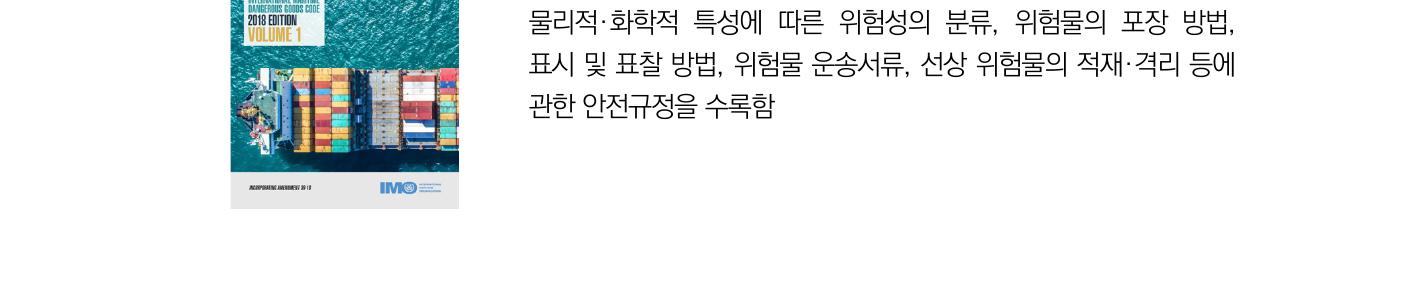 INTERNATIONAL MARITIME
DANGEROUS GOODS CODE
2018 EDITION
VOLUME 1
INCORPORATING AMENDMENT 39-18
IMO
INTERNATIONAL
MARITIME
ORGANIZATION
물리적·화학적 특성에 따른 위험성의 분류, 위험물의 포장 방법,
표시 및 표찰 방법, 위험물 운송서류, 선상 위험물의 적재·격리 등에
관한 안전규정을 수록함